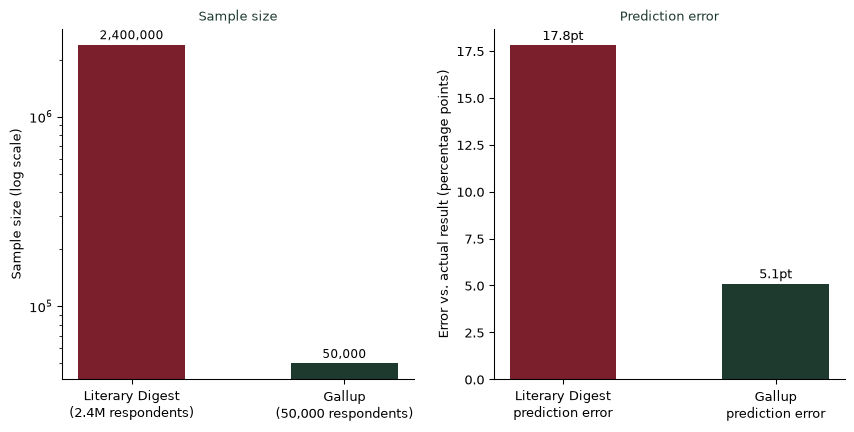 Sample size
2,400,000
50,000
10⁶
10⁵
Sample size (log scale)
Literary Digest
(2.4M respondents)
Gallup
(50,000 respondents)
Prediction error
17.8pt
5.1pt
17.5
15.0
12.5
10.0
7.5
5.0
2.5
0.0
Error vs. actual result (percentage points)
Literary Digest
prediction error
Gallup
prediction error